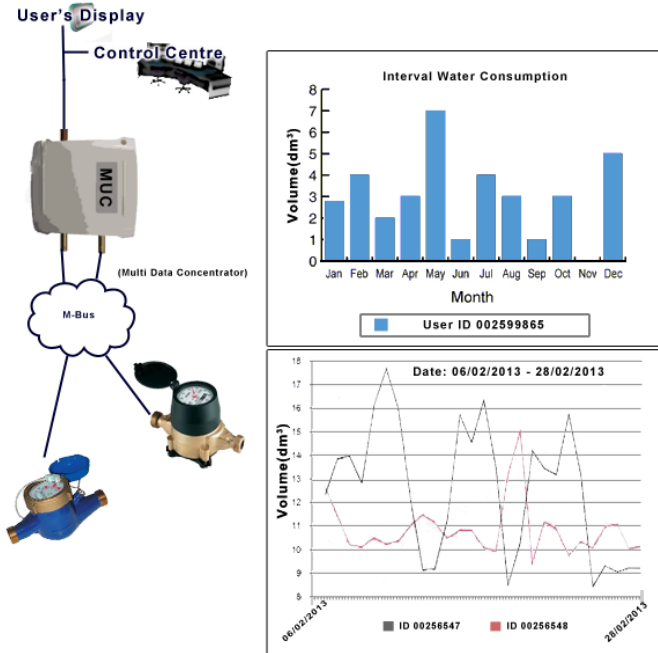 User's Display
Control Centre
MUC
(Multi Data Concentrator)
M-Bus
Interval Water Consumption
Volume(dm³)
8
7
6
5
4
3
2
1
0
Jan Feb Mar Apr May Jun Jul Aug Sep Oct Nov Dec
Month
User ID 002599865
Date: 06/02/2013 - 28/02/2013
Volume(dm³)
18
17
16
15
14
13
12
11
10
9
8
06/02/2013
28/02/2013
ID 00256547
ID 00256548